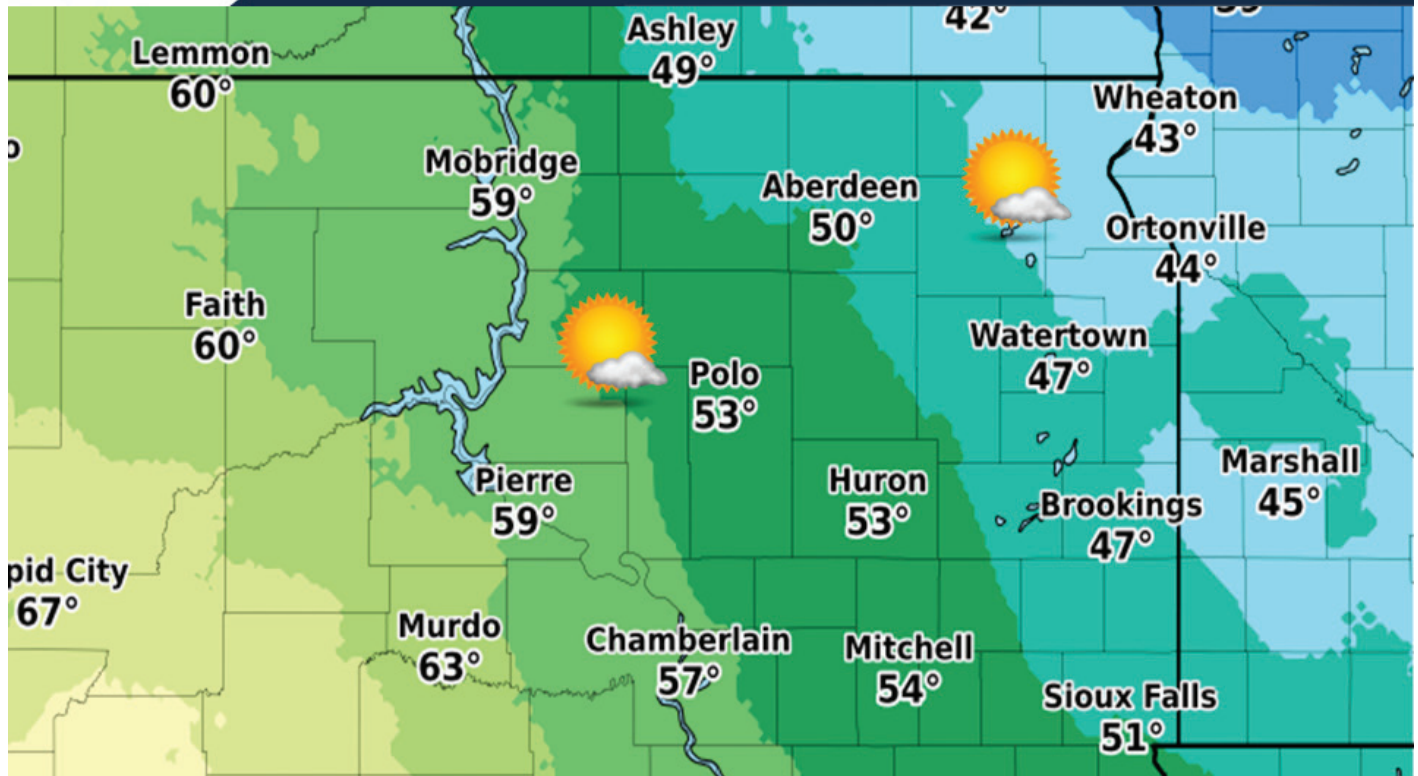 42°
Ashley
49°
Lemmon
60°
Wheaton
43°
Mobridge
59°
Aberdeen
50°
Ortonville
44°
Faith
60°
Watertown
47°
Polo
53°
Pierre
59°
Huron
53°
Marshall
45°
Brookings
47°
pid City
67°
Murdo
63°
Chamberlain
57°
Mitchell
54°
Sioux Falls
51°